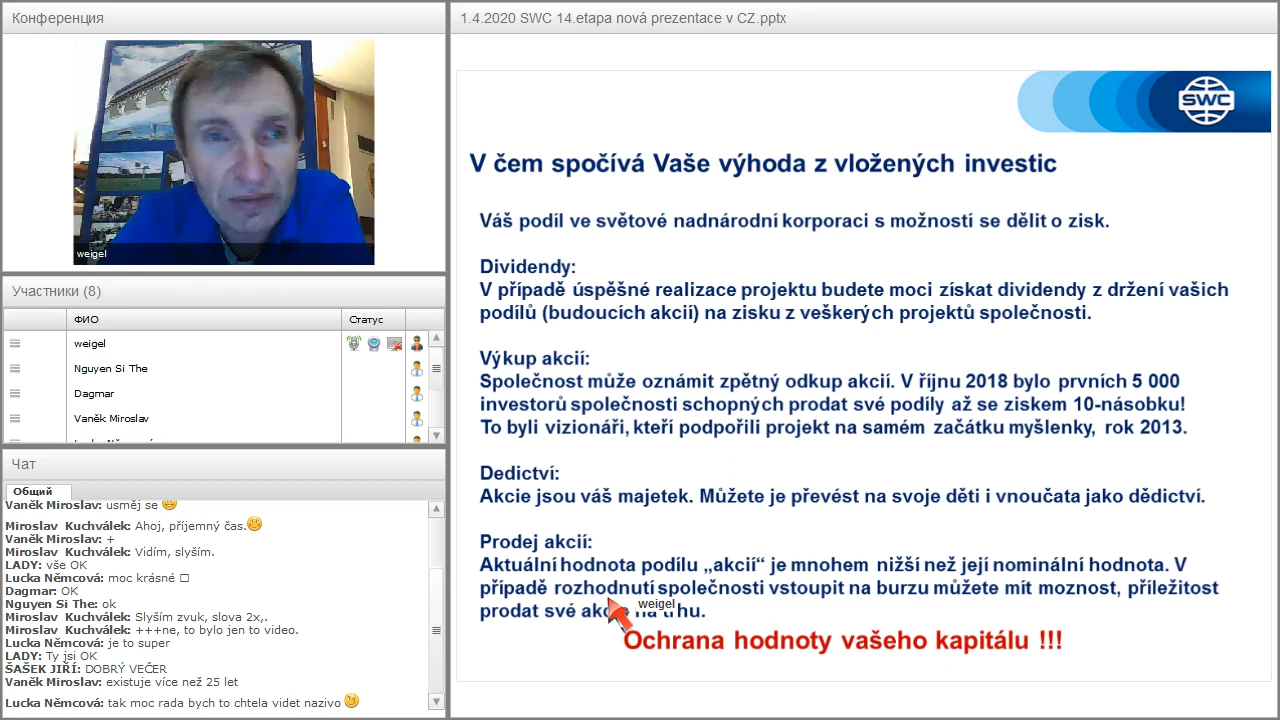 Конференция
weigel
Участники (8)
ФИО
Статус
weigel
Nguyen Si The
Dagmar
Vaněk Miroslav
Чат
Общий
Vaněk Miroslav: usměj se
Miroslav Kuchválek: Ahoj, příjemný čas.
Vaněk Miroslav: +
Miroslav Kuchválek: Vidím, slyším.
LADY: vše OK
Lucka Němcová: moc krásné □
Dagmar: OK
Nguyen Si The: ok
Miroslav Kuchválek: Slyším zvuk, slova 2x,.
Miroslav Kuchválek: +++ne, to bylo jen to video.
Lucka Němcová: je to super
LADY: Ty jsi OK
ŠAŠEK JIŘÍ: DOBRÝ VEČER
Vaněk Miroslav: existuje více než 25 let
Lucka Němcová: tak moc rada bych to chtela videt nazivo
1.4.2020 SWC 14.etapa nová prezentace v CZ.pptx
SWC
V čem spočívá Vaše výhoda z vložených investic
Váš podíl ve světové nadnárodní korporaci s možností se dělit o zisk.
Dividendy:
V případě úspěšné realizace projektu budete moci získat dividendy z držení vašich
podílů (budoucích akcií) na zisku z veškerých projektů společnosti.
Výkup akcií:
Společnost může oznámit zpětný odkup akcií. V říjnu 2018 bylo prvních 5 000
investorů společnosti schopných prodat své podíly až se ziskem 10-násobku!
To byli vizionáři, kteří podpořili projekt na samém začátku myšlenky, rok 2013.
Dedictví:
Akcie jsou váš majetek. Můžete je převést na svoje děti i vnoučata jako dědictví.
Prodej akcií:
Aktuální hodnota podílu „akcií“ je mnohem nižší než její nominální hodnota. V
případě rozhodnutí společnosti vstoupit na burzu můžete mít moznost, příležitost
prodat své na trhu.
weigel
Ochrana hodnoty vašeho kapitálu !!!